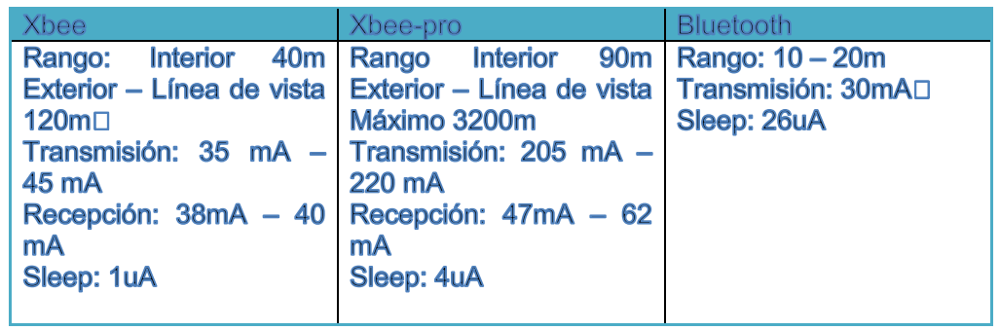 Xbee
Rango: Interior 40m
Exterior – Línea de vista
120m
Transmisión: 35 mA –
45 mA
Recepción: 38mA – 40
mA
Sleep: 1uA
Xbee-pro
Rango Interior 90m
Exterior – Línea de vista
Máximo 3200m
Transmisión: 205 mA –
220 mA
Recepción: 47mA – 62
mA
Sleep: 4uA
Bluetooth
Rango: 10 – 20m
Transmisión: 30mA
Sleep: 26uA